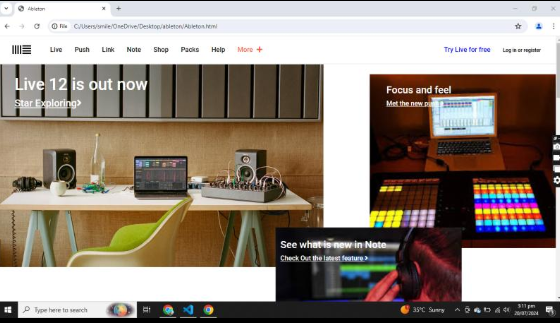 Ableton
File
C:/Users/smile/OneDrive/Desktop/ableton/Ableton.html
Live Push Link Note Shop Packs Help More +
Try Live for free
Log in or register
Live 12 is out now
Star Exploring>
Focus and feel
Met the new
See what is new in Note
Check Out the latest feature >
Type here to search
35°C Sunny
3:11 pm
20/07/2024